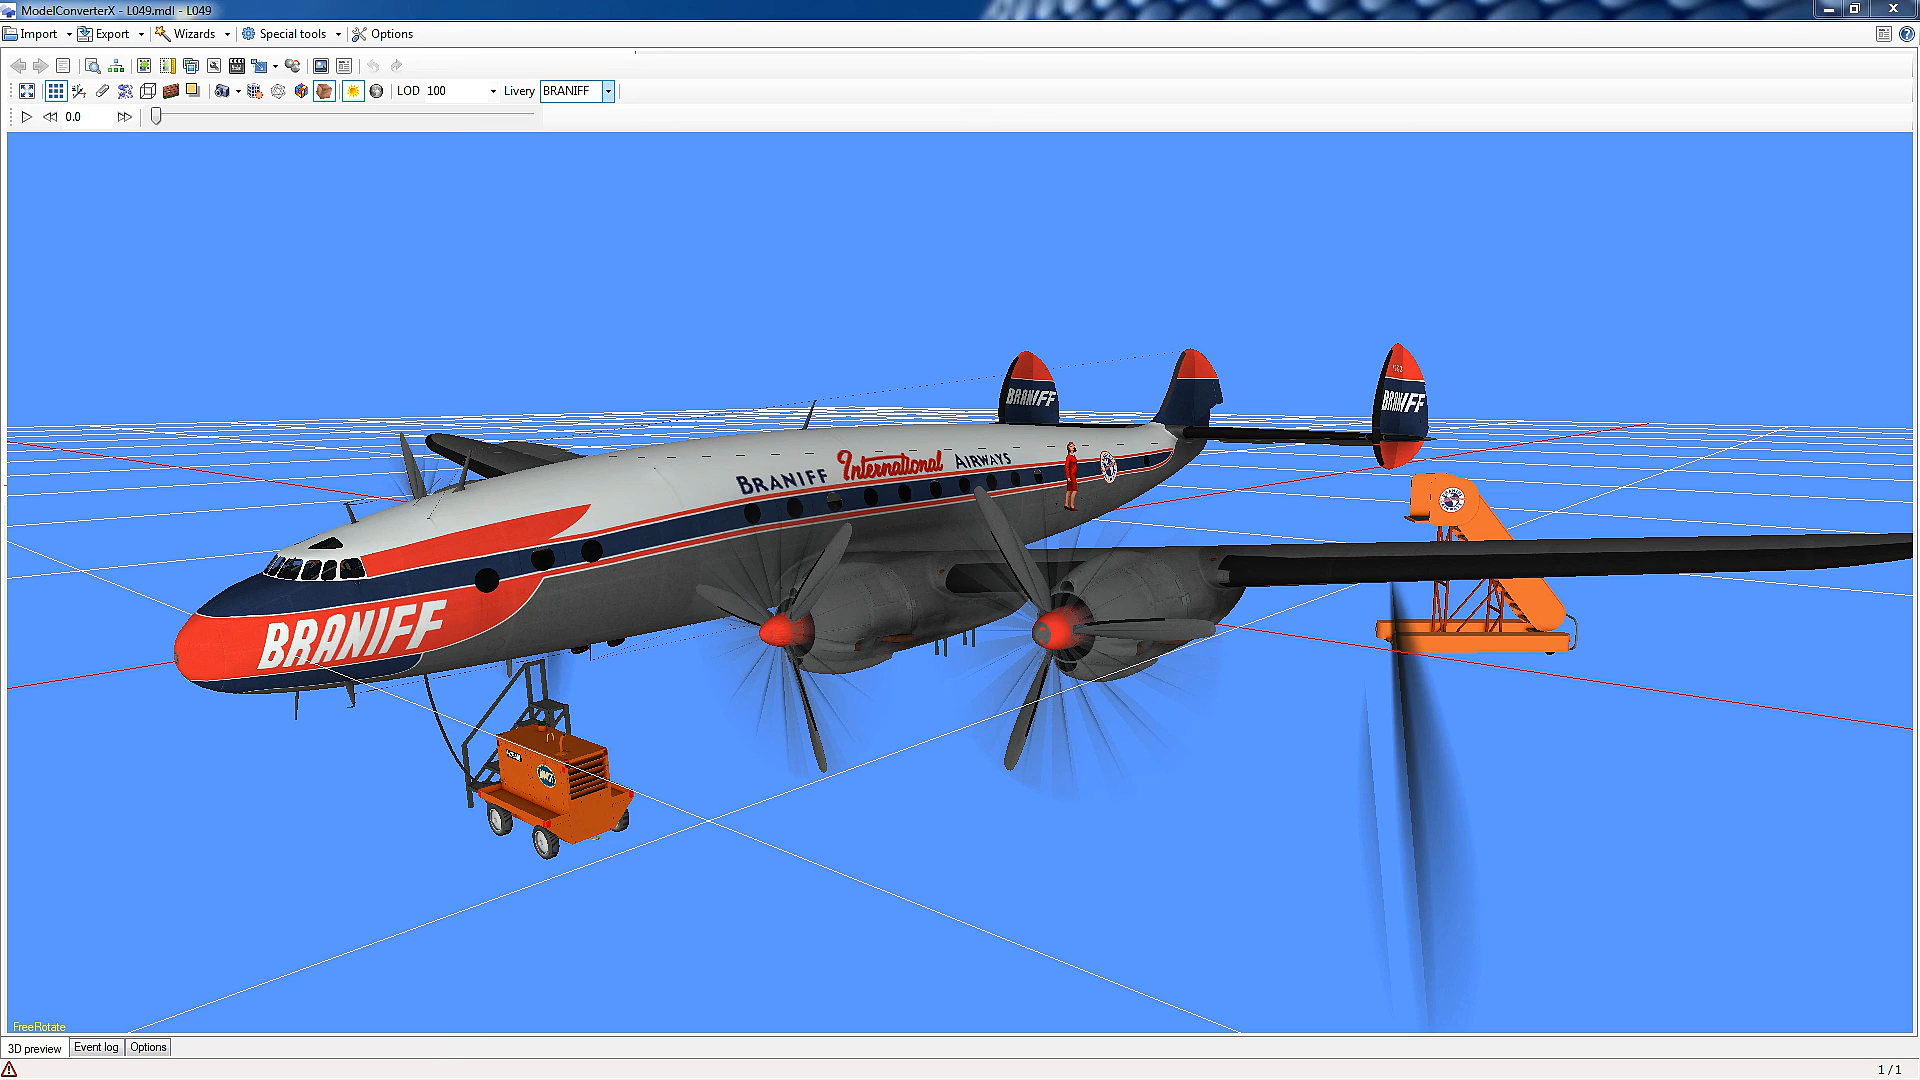 ModelConverterX - L049.mdl - L049
Import Export Wizards Special tools Options
LOD 100 Livery BRANIFF
0.0
BRANIFF
BRANIFF
BRANIFF International AIRWAYS
BRANIFF
FreeRotate
3D preview Event log Options
1 / 1